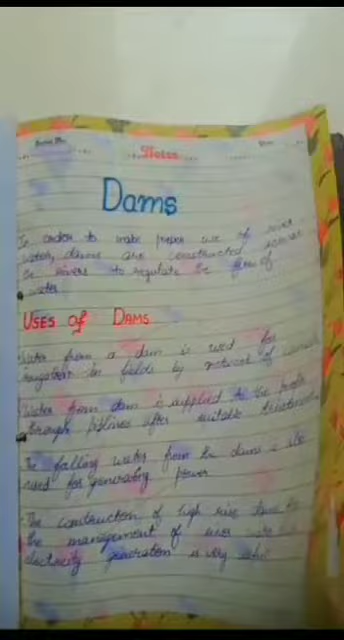 Notes
Dams
In order to make proper use of river
water, dams are constructed across
the rivers to regulate the flow of
water
USES of DAMS
Water from a dam is used for
irrigation in fields by network of canals
Water from dam is supplied to the people
through pipelines after suitable treatment
The falling water from the dams is also
used for generating power
The construction of high rise dams for
the management of river water
electricity generation is very